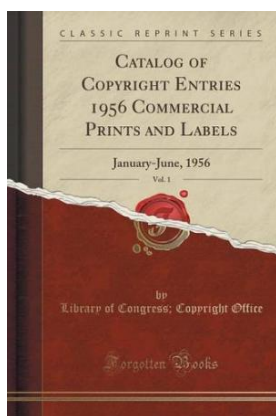 CLASSIC REPRINT SERIES
CATALOG OF
COPYRIGHT ENTRIES
1956 COMMERCIAL
PRINTS AND LABELS
January-June, 1956
Vol. 1
by
Library of Congress; Copyright Office
Forgotten Books